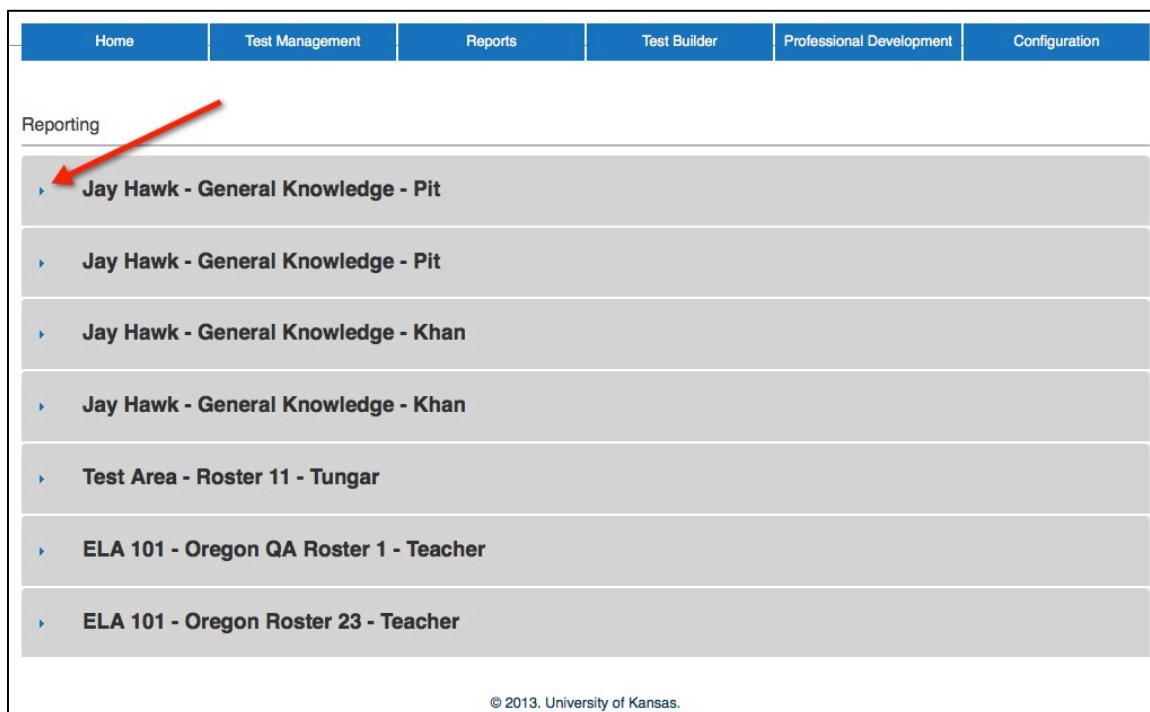 Home Test Management Reports Test Builder Professional Development Configuration
Reporting
Jay Hawk - General Knowledge - Pit
Jay Hawk - General Knowledge - Pit
Jay Hawk - General Knowledge - Khan
Jay Hawk - General Knowledge - Khan
Test Area - Roster 11 - Tungar
ELA 101 - Oregon QA Roster 1 - Teacher
ELA 101 - Oregon Roster 23 - Teacher
© 2013. University of Kansas.